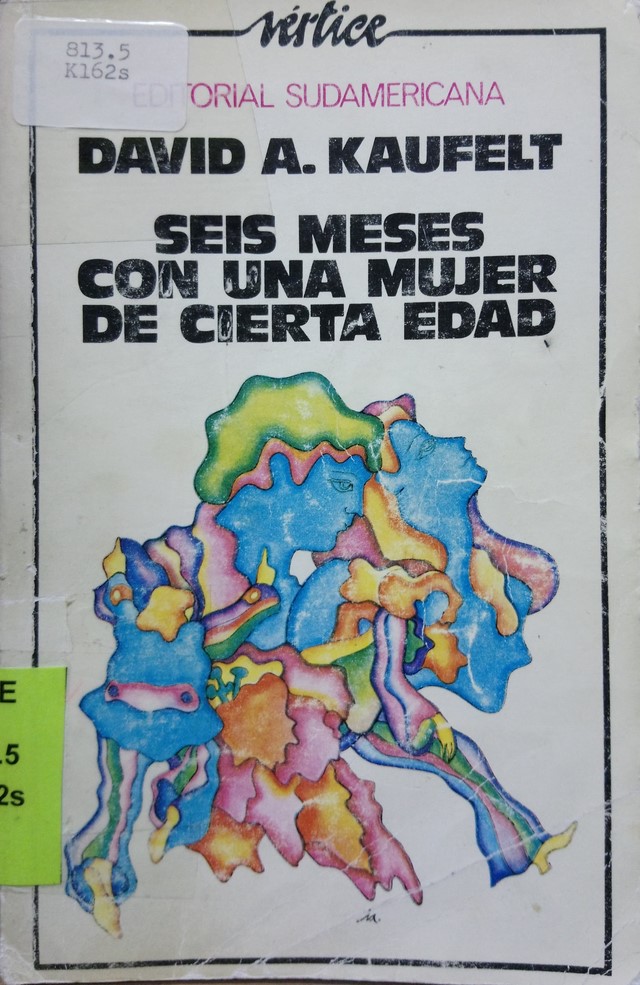 vértice
813.5
K162s
EDITORIAL SUDAMERICANA
DAVID A. KAUFELT
SEIS MESES
CON UNA MUJER
DE CIERTA EDAD
E
.5
2s